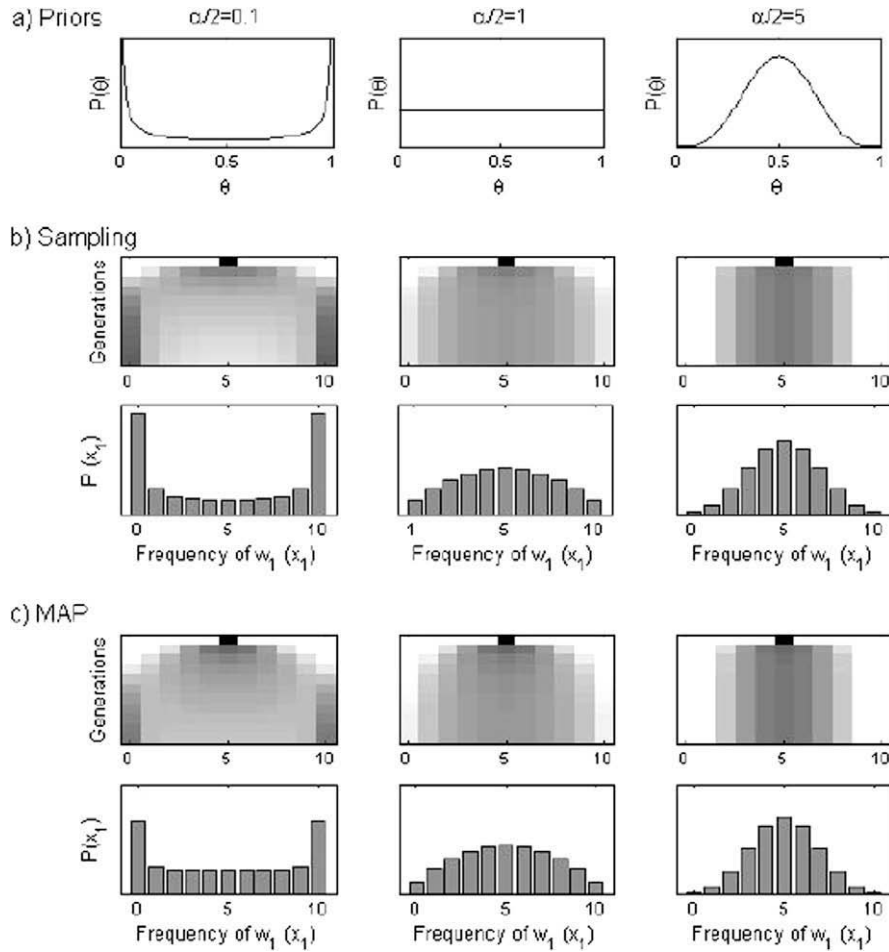 a) Priors
α/2=0.1
α/2=1
α/2=5
P(θ)
P(θ)
P(θ)
0 0.5 1
0 0.5 1
0 0.5 1
θ
θ
θ
b) Sampling
Generations
Generations
Generations
0 5 10
0 5 10
0 5 10
P (x₁)
0 5 10
1 5 10
0 5 10
Frequency of w₁ (x₁)
Frequency of w₁ (x₁)
Frequency of w₁ (x₁)
c) MAP
Generations
Generations
Generations
0 5 10
0 5 10
0 5 10
P(x₁)
0 5 10
0 5 10
0 5 10
Frequency of w₁ (x₁)
Frequency of w₁ (x₁)
Frequency of w₁ (x₁)